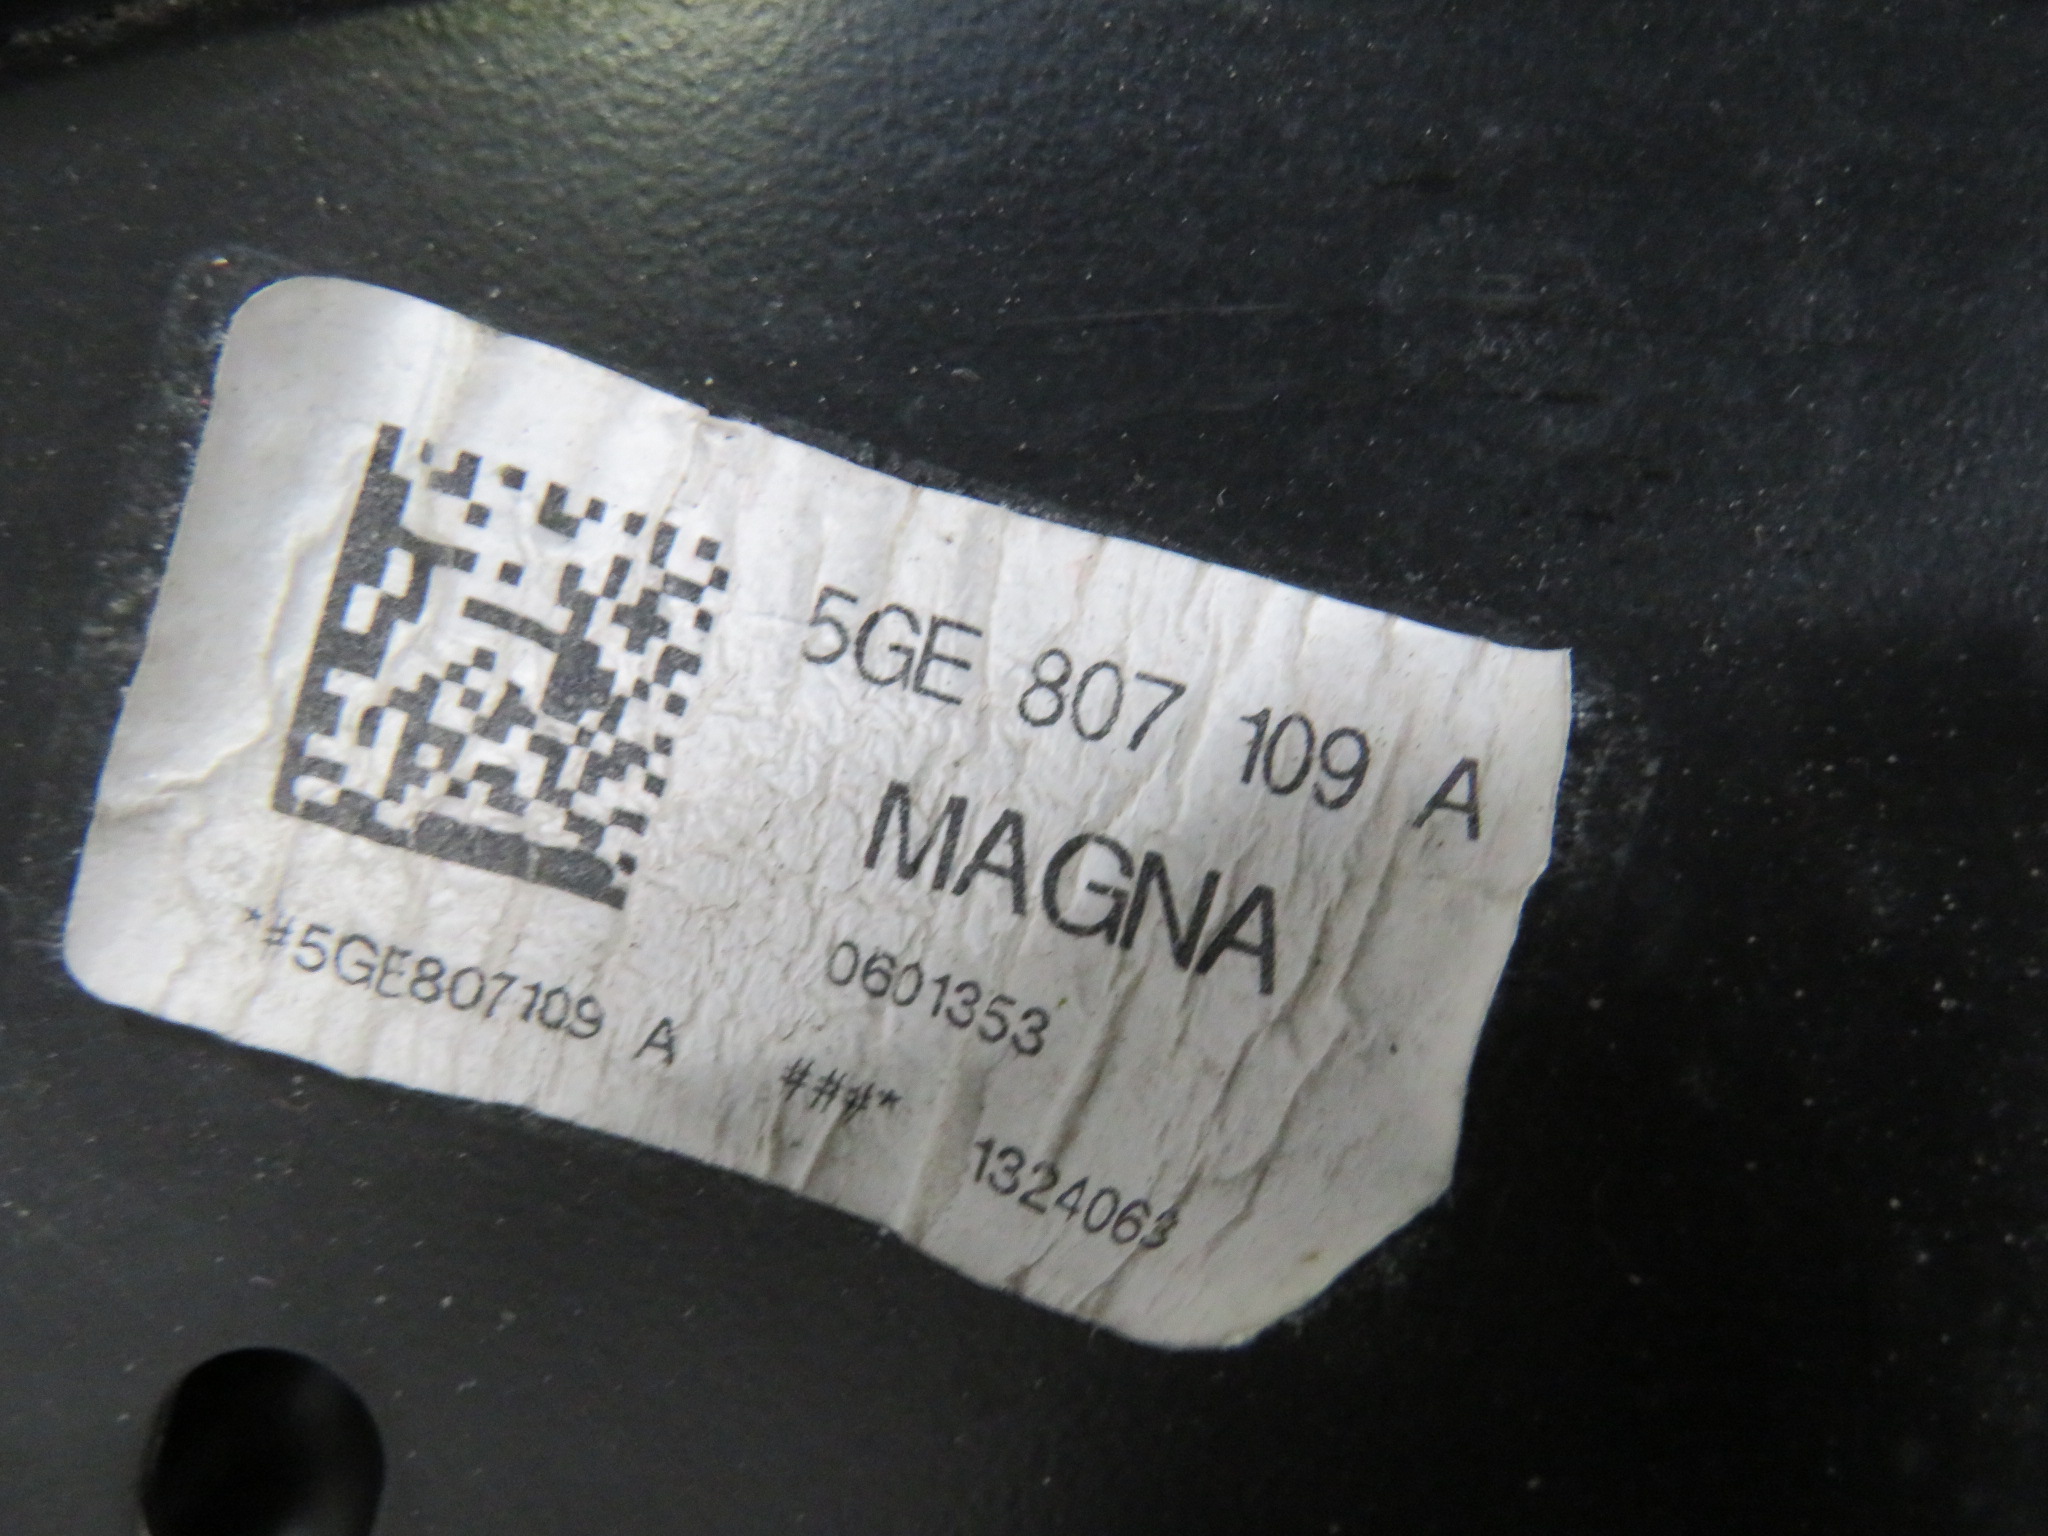 5GE 807 109 A
MAGNA
0601353
*#5GE807109 A ###*
1324063